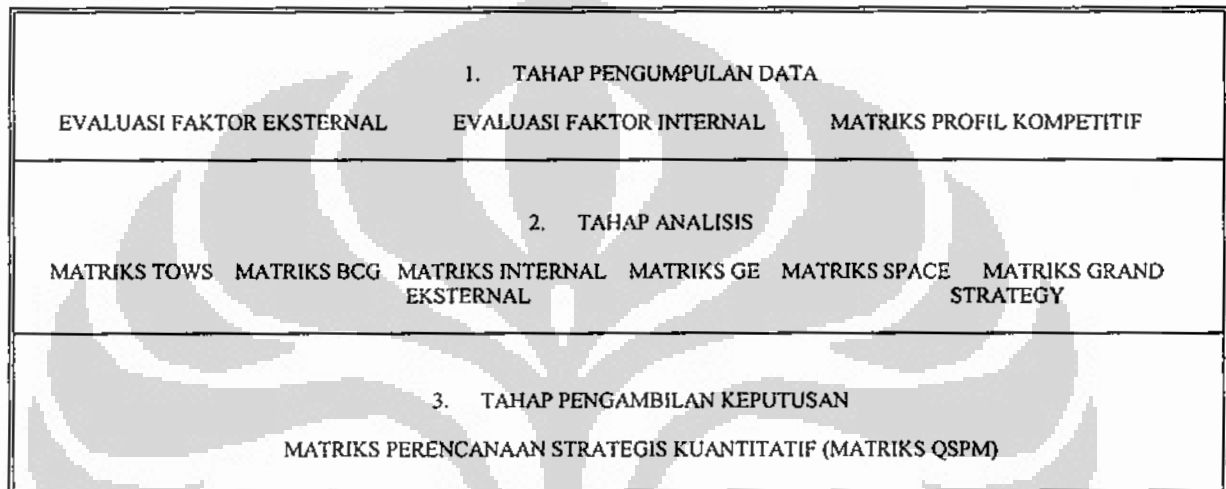 1. TAHAP PENGUMPULAN DATA
EVALUASI FAKTOR EKSTERNAL EVALUASI FAKTOR INTERNAL MATRIKS PROFIL KOMPETITIF
2. TAHAP ANALISIS
MATRIKS TOWS MATRIKS BCG MATRIKS INTERNAL MATRIKS GE MATRIKS SPACE MATRIKS GRAND
EKSTERNAL STRATEGY
3. TAHAP PENGAMBILAN KEPUTUSAN
MATRIKS PERENCANAAN STRATEGIS KUANTITATIF (MATRIKS QSPM)